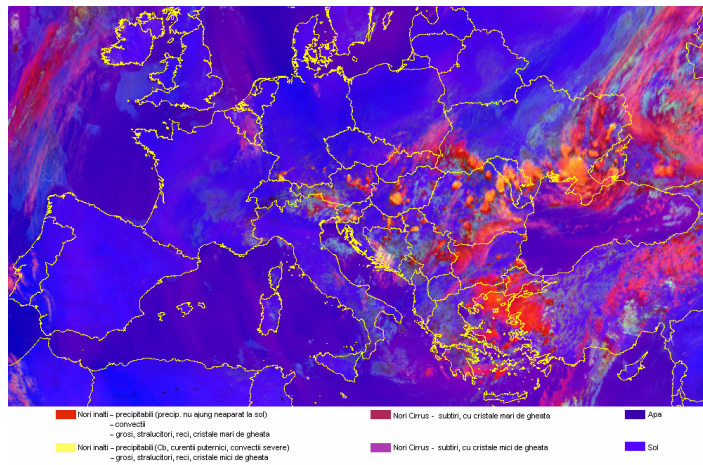 Nori inalti – precipitabili (precip. nu ajung neaparat la sol)
– convectii
– grosi, stralucitori, reci, cristale mari de gheata
Nori inalti – precipitabili (Cb, curentii puternici, convectii severe)
– grosi, stralucitori, reci, cristale mici de gheata
Nori Cirrus - subtiri, cu cristale mari de gheata
Nori Cirrus - subtiri, cu cristale mici de gheata
Apa
Sol